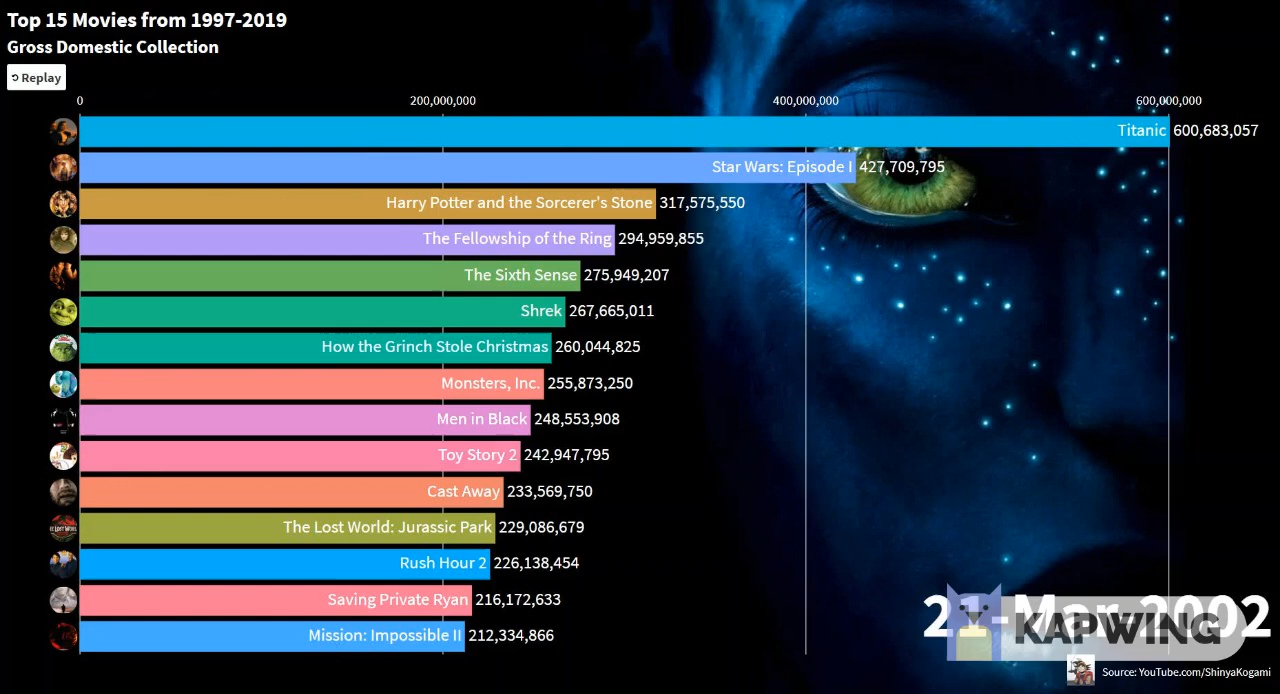 Top 15 Movies from 1997-2019
Gross Domestic Collection
Replay
0 200,000,000 400,000,000 600,000,000
Titanic 600,683,057
Star Wars: Episode I 427,709,795
Harry Potter and the Sorcerer's Stone 317,575,550
The Fellowship of the Ring 294,959,855
The Sixth Sense 275,949,207
Shrek 267,665,011
How the Grinch Stole Christmas 260,044,825
Monsters, Inc. 255,873,250
Men in Black 248,553,908
Toy Story 2 242,947,795
Cast Away 233,569,750
The Lost World: Jurassic Park 229,086,679
Rush Hour 2 226,138,454
Saving Private Ryan 216,172,633
Mission: Impossible II 212,334,866
21-Mar-2002
KAPWING
Source: YouTube.com/ShinyaKogami